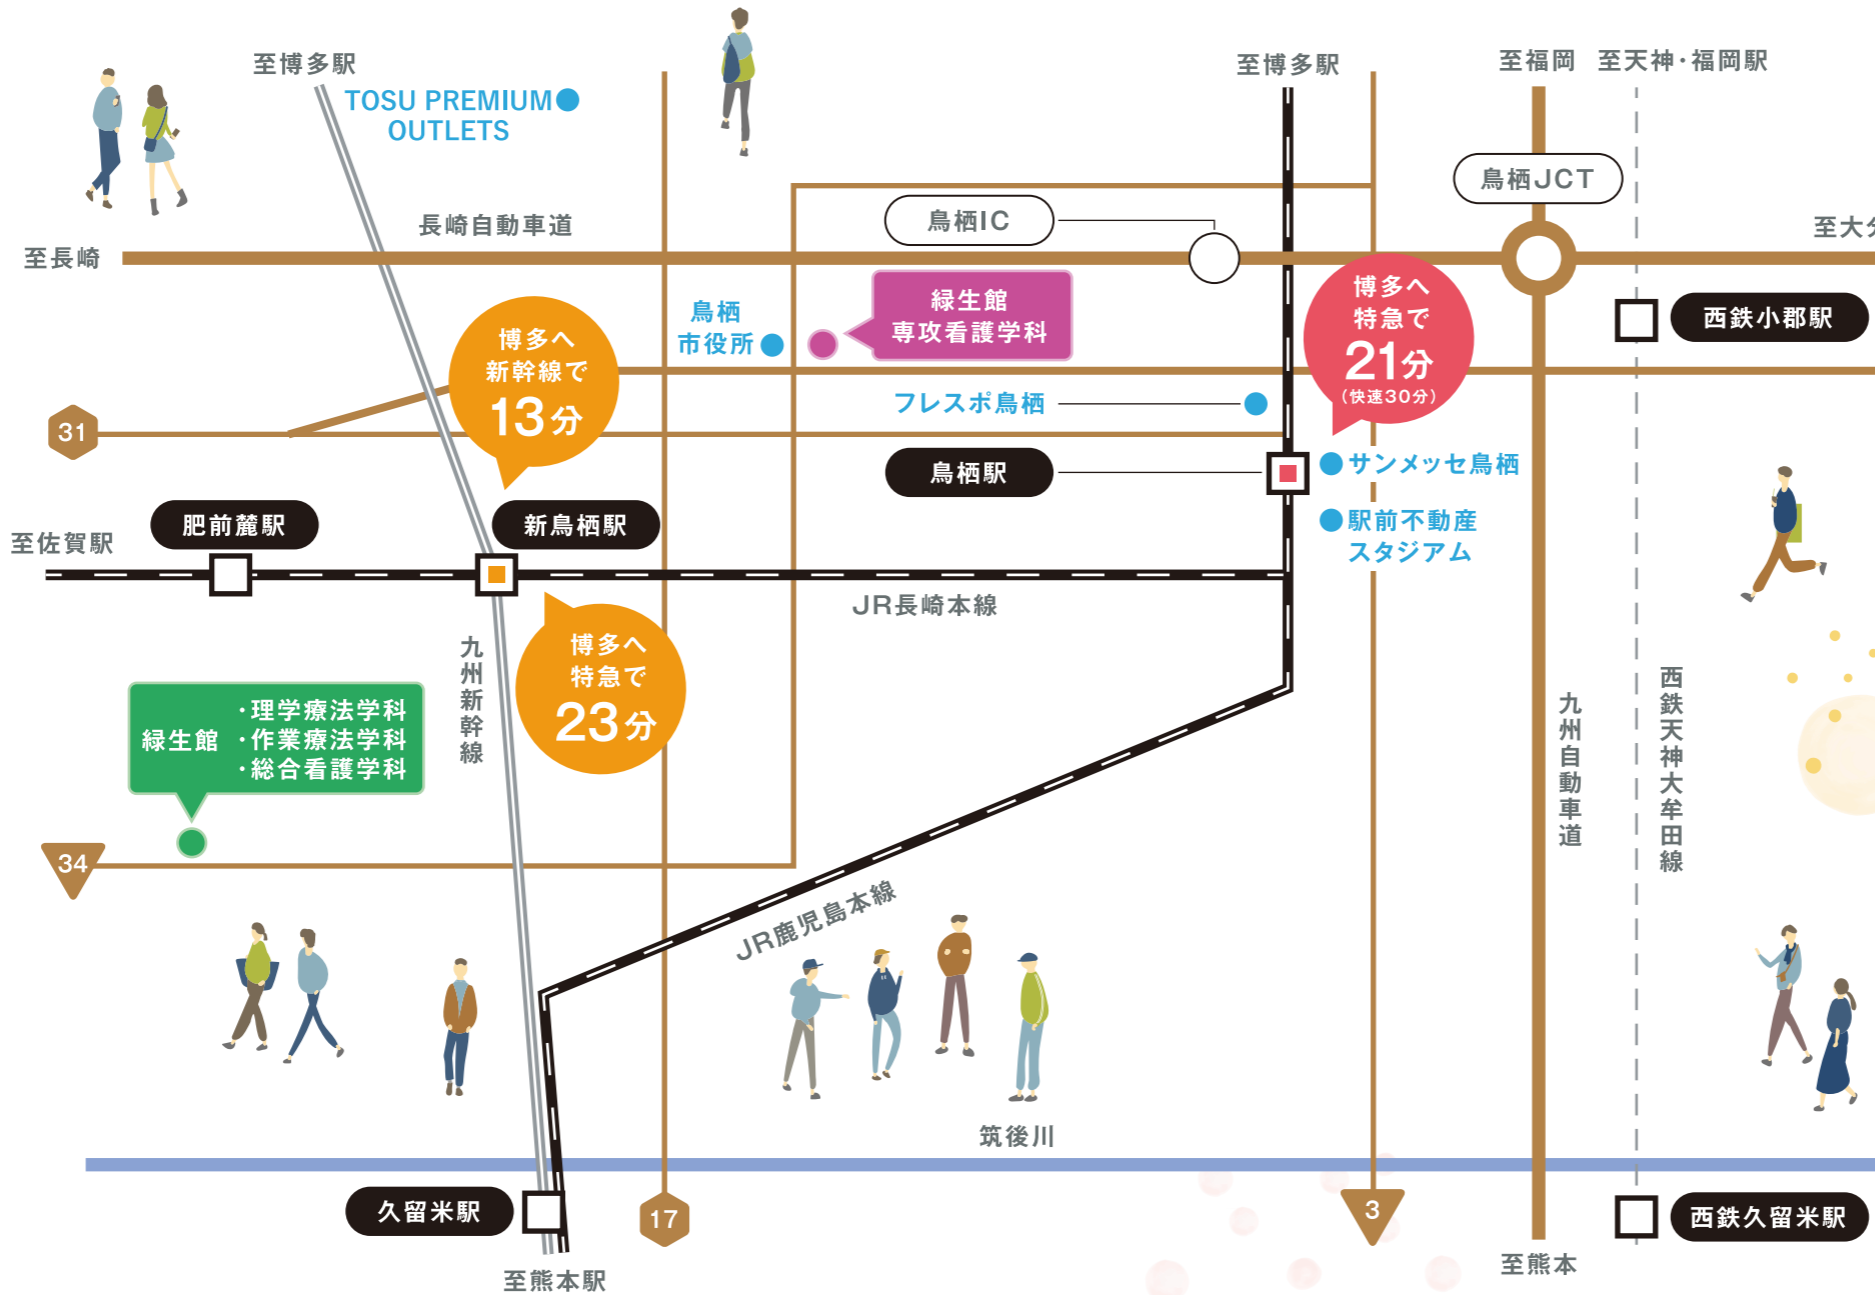 至博多駅
TOSU PREMIUM
OUTLETS
至博多駅
至福岡
至天神・福岡駅
鳥栖JCT
長崎自動車道
鳥栖IC
至長崎
緑生館
専攻看護学科
博多へ
特急で
21分
(快速30分)
鳥栖
市役所
西鉄小郡駅
博多へ
新幹線で
13分
フレスポ鳥栖
31
鳥栖駅
サンメッセ鳥栖
駅前不動産
スタジアム
肥前麓駅
新鳥栖駅
至佐賀駅
JR長崎本線
博多へ
特急で
23分
九州新幹線
緑生館
・理学療法学科
・作業療法学科
・総合看護学科
九州自動車道
西鉄天神大牟田線
34
JR鹿児島本線
筑後川
久留米駅
17
3
西鉄久留米駅
至熊本駅
至熊本